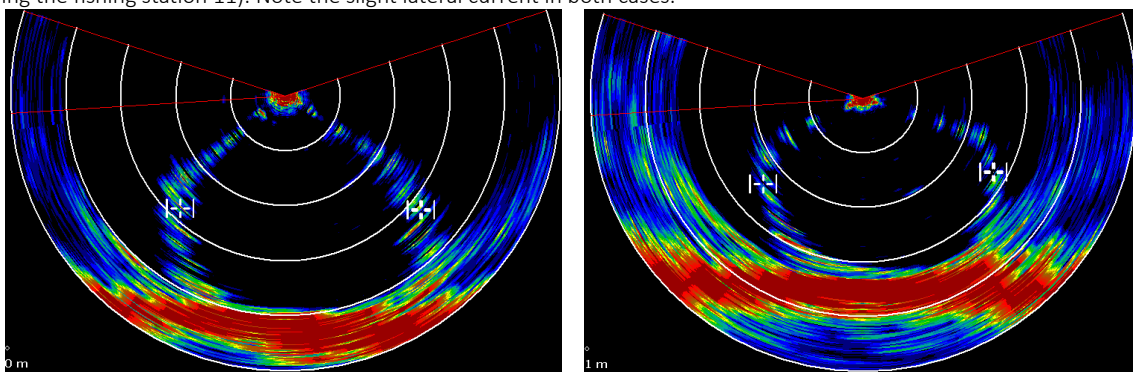 ing the fishing station 11). Note the slight lateral current in both cases.
0 m
1 m